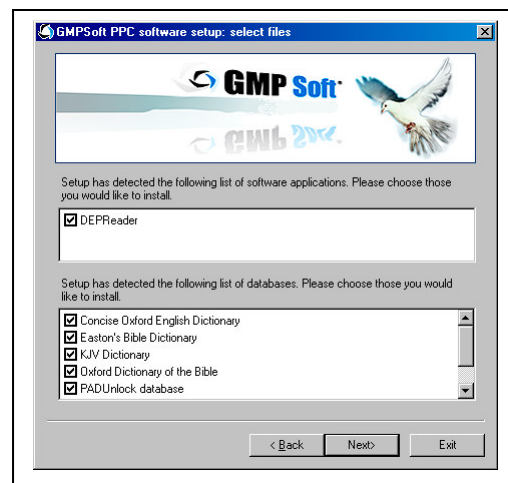 GMPSoft PPC software setup: select files
GMP Soft
Setup has detected the following list of software applications. Please choose those
you would like to install.
DEPReader
Setup has detected the following list of databases. Please choose those you would
like to install.
Concise Oxford English Dictionary
Easton's Bible Dictionary
KJV Dictionary
Oxford Dictionary of the Bible
PADUnlock database
< Back Next> Exit